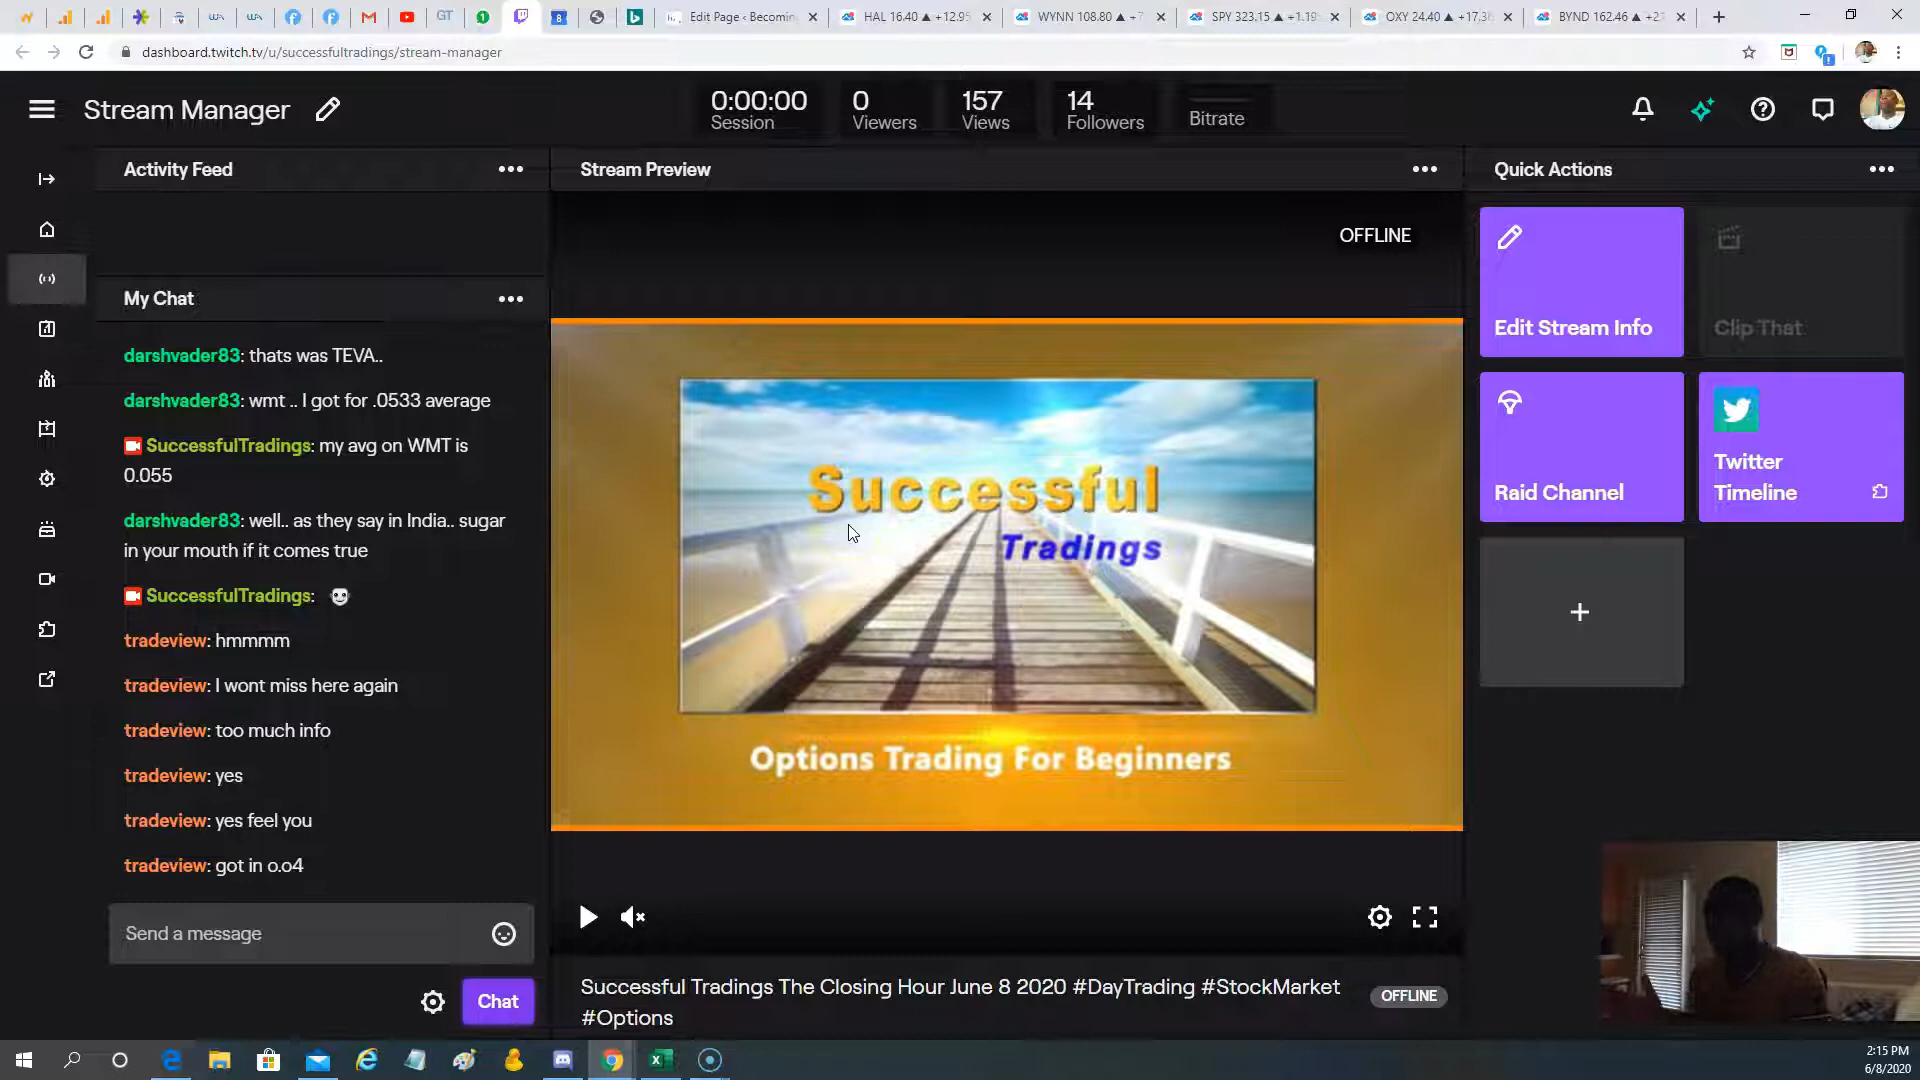 Edit Page ‹ Becomin
HAL 16.40 ▲ +12.95
WYNN 108.80 ▲ +7
SPY 323.15 ▲ +1.19
OXY 24.40 ▲ +17.3
BYND 162.46 ▲ +2
dashboard.twitch.tv/u/successfultradings/stream-manager
Stream Manager
0:00:00
Session
0
Viewers
157
Views
14
Followers
Bitrate
Activity Feed
Stream Preview
Quick Actions
OFFLINE
My Chat
darshvader83: thats was TEVA..
darshvader83: wmt .. I got for .0533 average
SuccessfulTradings: my avg on WMT is
0.055
darshvader83: well.. as they say in India.. sugar
in your mouth if it comes true
SuccessfulTradings:
tradeview: hmmmm
tradeview: I wont miss here again
tradeview: too much info
tradeview: yes
tradeview: yes feel you
tradeview: got in o.o4
Send a message
Chat
Successful
Tradings
Options Trading For Beginners
Successful Tradings The Closing Hour June 8 2020 #DayTrading #StockMarket
#Options
OFFLINE
Edit Stream Info
Clip That
Raid Channel
Twitter
Timeline
2:15 PM
6/8/2020